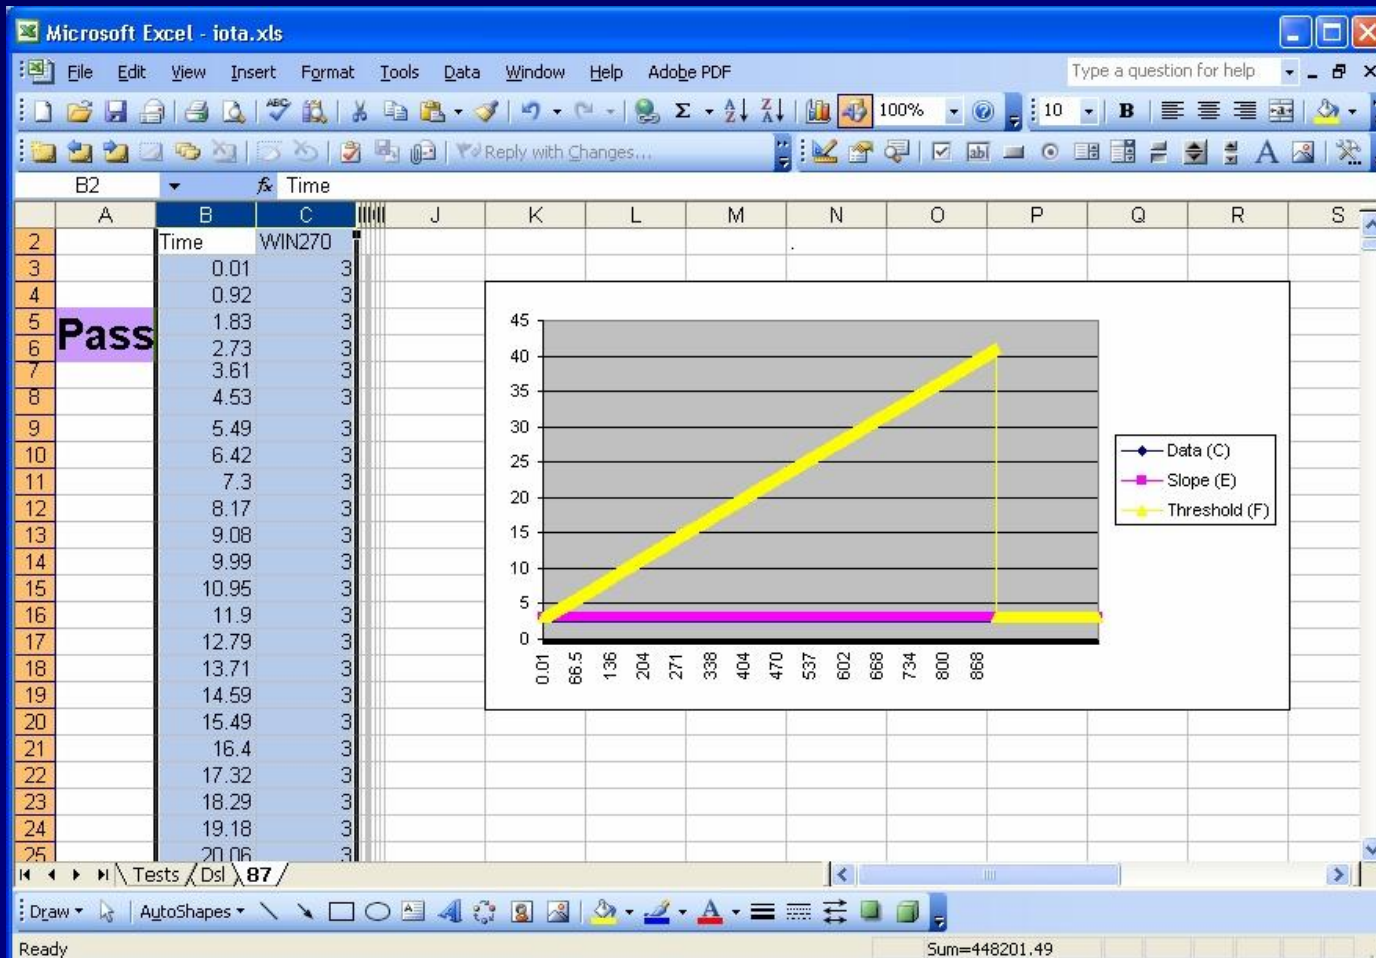 Microsoft Excel - iota.xls
File Edit View Insert Format Tools Data Window Help Adobe PDF Type a question for help
ABC Σ A Z Z A 100% 10 B
Reply with Changes... ab A
B2 fx Time
A B C J K L M N O P Q R S
2 Time WIN270 .
3 0.01 3
4 0.92 3
5 1.83 3
Pass
6 2.73 3
7 3.61 3
8 4.53 3
9 5.49 3
10 6.42 3
11 7.3 3
12 8.17 3
13 9.08 3
14 9.99 3
15 10.95 3
16 11.9 3
17 12.79 3
18 13.71 3
19 14.59 3
20 15.49 3
21 16.4 3
22 17.32 3
23 18.29 3
24 19.18 3
25 20.06 3
45
40
35
30
25
20
15
10
5
0
0.01 66.5 136 204 271 338 404 470 537 602 668 734 800 868
Data (C)
Slope (E)
Threshold (F)
Tests Dsl 87
Draw AutoShapes A A
Ready Sum=448201.49